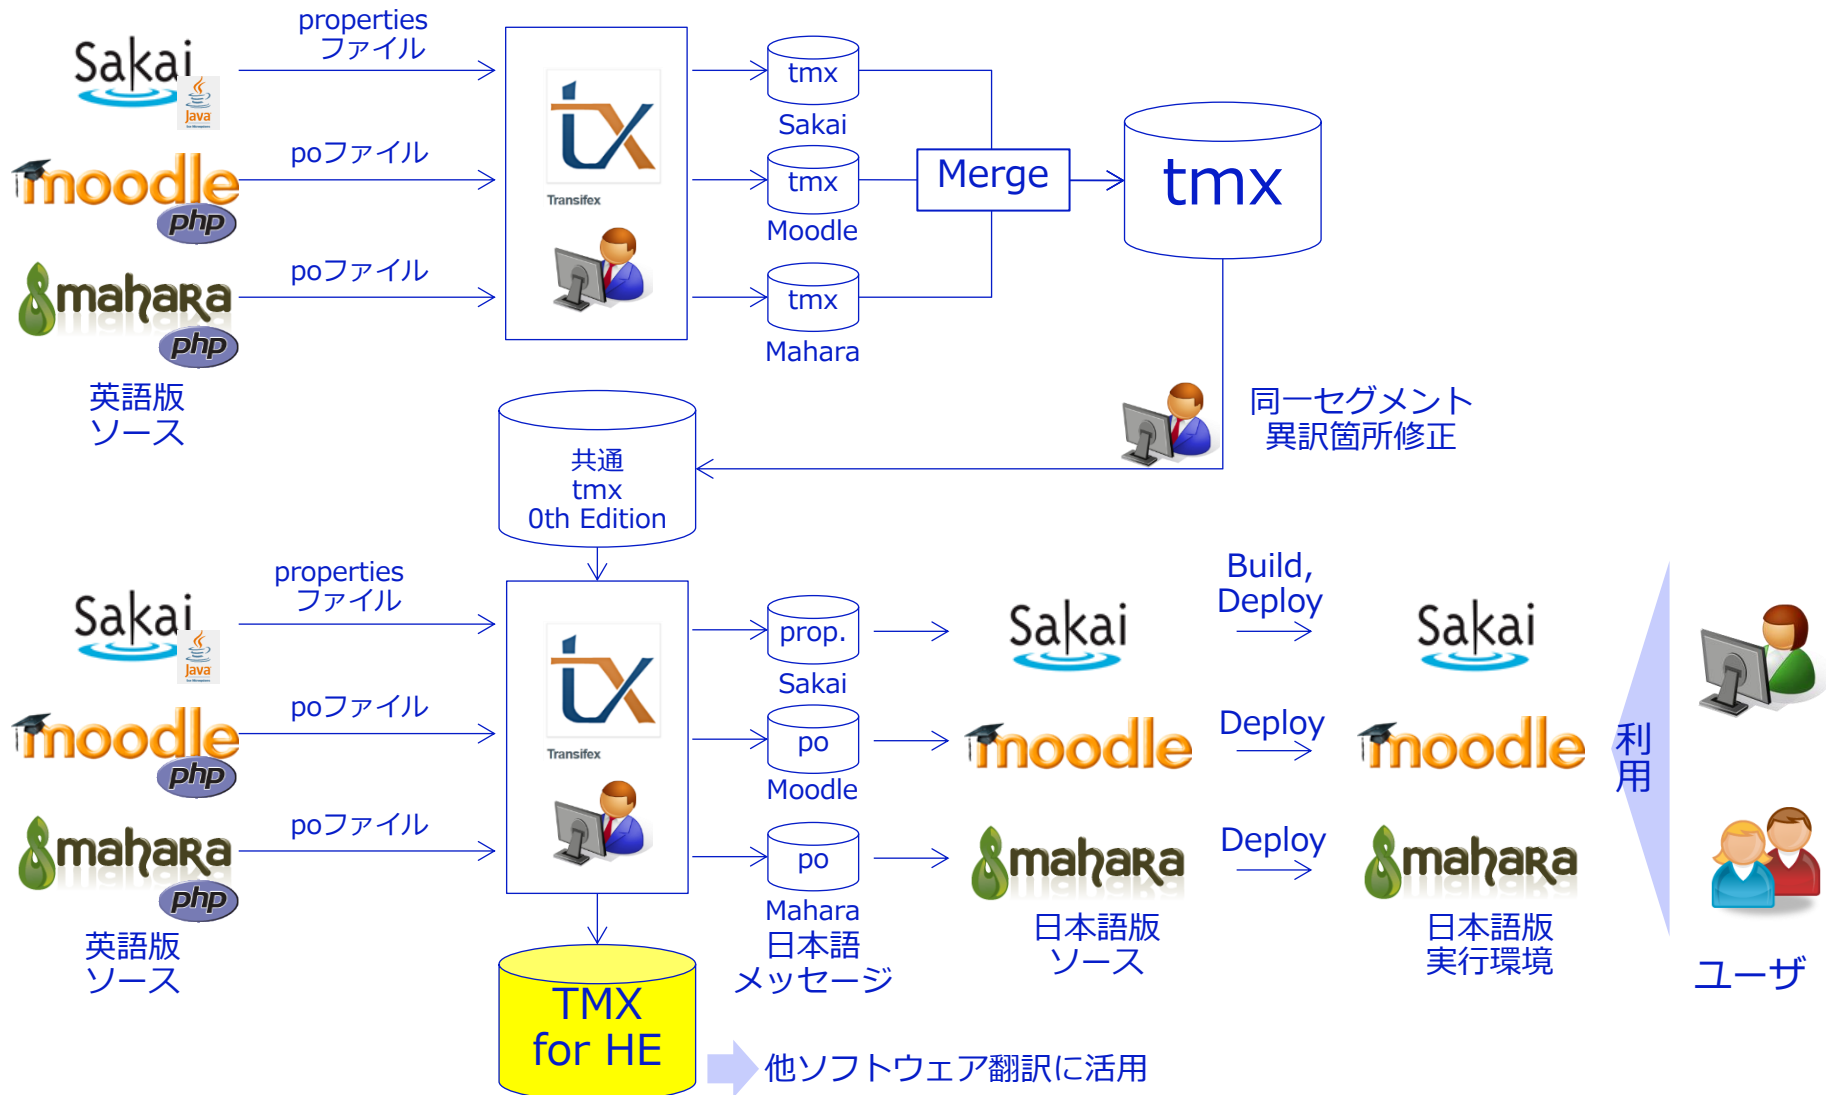 properties
ファイル
Sakai
Java
poファイル
moodle
php
poファイル
mahara
php
英語版
ソース
tx
Transifex
tmx
Sakai
tmx
Moodle
tmx
Mahara
Merge
tmx
同一セグメント
異訳箇所修正
共通
tmx
0th Edition
properties
ファイル
Sakai
Java
poファイル
moodle
php
poファイル
mahara
php
英語版
ソース
tx
Transifex
prop.
Sakai
po
Moodle
po
Mahara
日本語
メッセージ
Sakai
moodle
mahara
日本語版
ソース
Build,
Deploy
Deploy
Deploy
Sakai
moodle
mahara
日本語版
実行環境
利
用
ユーザ
TMX
for HE
他ソフトウェア翻訳に活用